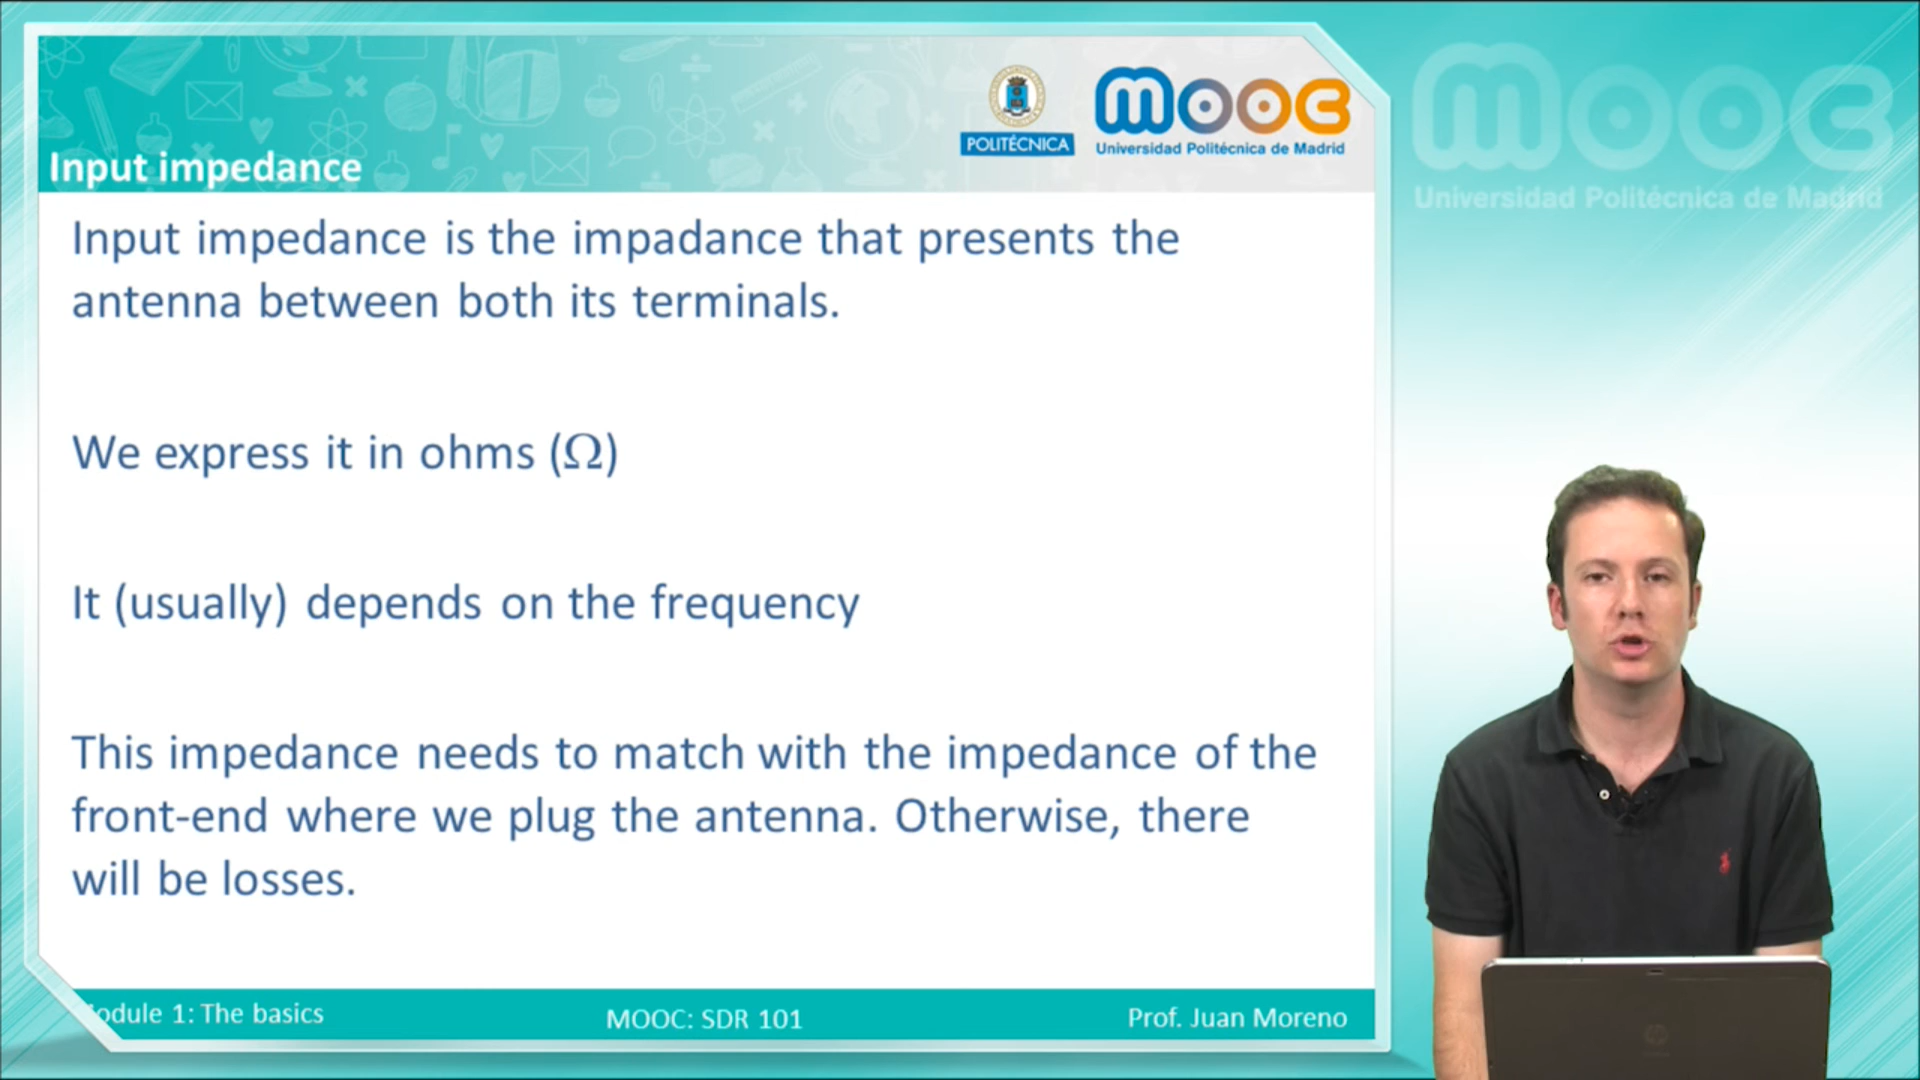 POLITÉCNICA
mooc
Universidad Politécnica de Madrid
mooc
Universidad Politécnica de Madrid
Input impedance
Input impedance is the impadance that presents the
antenna between both its terminals.
We express it in ohms (Ω)
It (usually) depends on the frequency
This impedance needs to match with the impedance of the
front-end where we plug the antenna. Otherwise, there
will be losses.
odule 1: The basics
MOOC: SDR 101
Prof. Juan Moreno